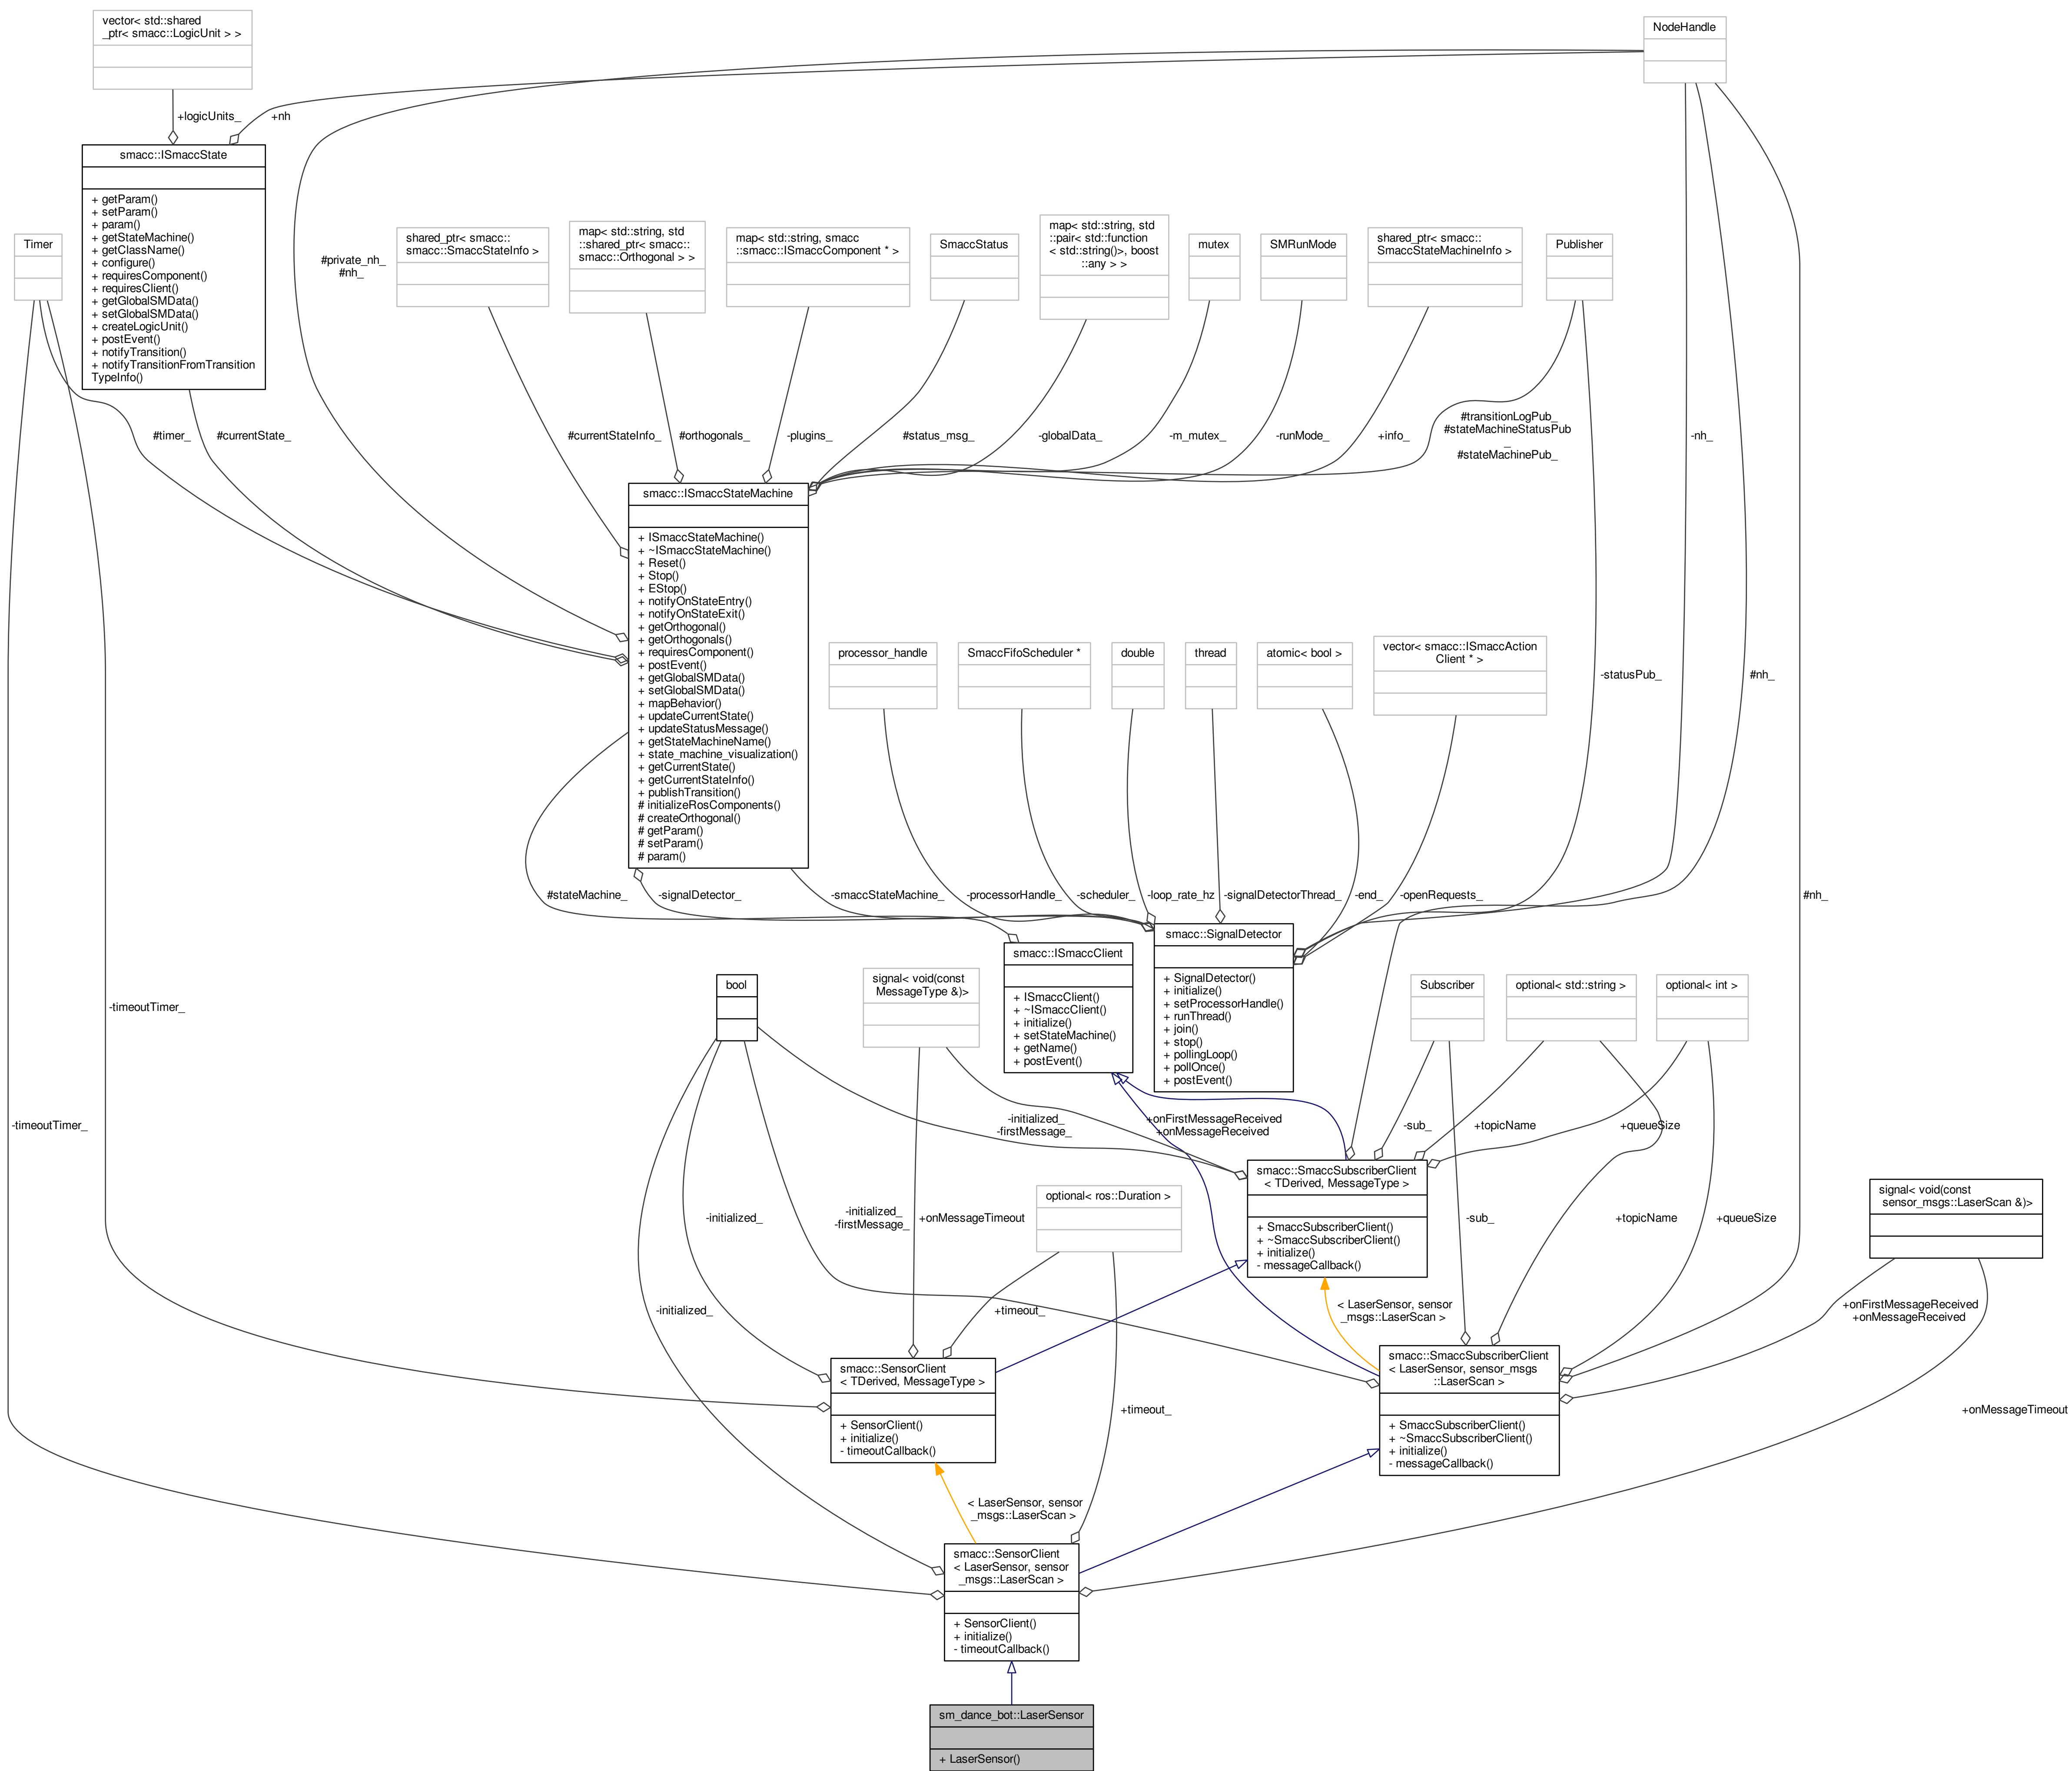 vector< std::shared
_ptr< smacc::LogicUnit > >
NodeHandle
+logicUnits_
+nh
smacc::ISmaccState
+ getParam()
+ setParam()
+ param()
+ getStateMachine()
+ getClassName()
+ configure()
+ requiresComponent()
+ requiresClient()
+ getGlobalSMData()
+ setGlobalSMData()
+ createLogicUnit()
+ postEvent()
+ notifyTransition()
+ notifyTransitionFromTransition
TypeInfo()
Timer
#private_nh_
#nh_
shared_ptr< smacc::
smacc::SmaccStateInfo >
map< std::string, std
::shared_ptr< smacc::
smacc::Orthogonal > >
map< std::string, smacc
::smacc::ISmaccComponent * >
SmaccStatus
map< std::string, std
::pair< std::function
< std::string()>, boost
::any > >
mutex
SMRunMode
shared_ptr< smacc::
SmaccStateMachineInfo >
Publisher
#timer_
#currentState_
#currentStateInfo_
#orthogonals_
-plugins_
#status_msg_
-globalData_
-m_mutex_
-runMode_
+info_
#transitionLogPub_
#stateMachineStatusPub
_
#stateMachinePub_
-nh_
smacc::ISmaccStateMachine
+ ISmaccStateMachine()
+ ~ISmaccStateMachine()
+ Reset()
+ Stop()
+ EStop()
+ notifyOnStateEntry()
+ notifyOnStateExit()
+ getOrthogonal()
+ getOrthogonals()
+ requiresComponent()
+ postEvent()
+ getGlobalSMData()
+ setGlobalSMData()
+ mapBehavior()
+ updateCurrentState()
+ updateStatusMessage()
+ getStateMachineName()
+ state_machine_visualization()
+ getCurrentState()
+ getCurrentStateInfo()
+ publishTransition()
# initializeRosComponents()
# createOrthogonal()
# getParam()
# setParam()
# param()
processor_handle
SmaccFifoScheduler *
double
thread
atomic< bool >
vector< smacc::ISmaccAction
Client * >
-statusPub_
#nh_
#stateMachine_
-signalDetector_
-smaccStateMachine_
-processorHandle_
-scheduler_
-loop_rate_hz
-signalDetectorThread_
-end_
-openRequests_
#nh_
smacc::SignalDetector
+ SignalDetector()
+ initialize()
+ setProcessorHandle()
+ runThread()
+ join()
+ stop()
+ pollingLoop()
+ pollOnce()
+ postEvent()
smacc::ISmaccClient
+ ISmaccClient()
+ ~ISmaccClient()
+ initialize()
+ setStateMachine()
+ getName()
+ postEvent()
bool
signal< void(const
MessageType &)>
Subscriber
optional< std::string >
optional< int >
-timeoutTimer_
-timeoutTimer_
-initialized_
-firstMessage_
+onFirstMessageReceived
+onMessageReceived
-sub_
+topicName
+queueSize
smacc::SmaccSubscriberClient
< TDerived, MessageType >
+ SmaccSubscriberClient()
+ ~SmaccSubscriberClient()
+ initialize()
- messageCallback()
optional< ros::Duration >
signal< void(const
sensor_msgs::LaserScan &)>
-initialized_
-initialized_
-firstMessage_
+onMessageTimeout
-sub_
+topicName
+queueSize
-initialized_
+timeout_
< LaserSensor, sensor
_msgs::LaserScan >
+onFirstMessageReceived
+onMessageReceived
smacc::SensorClient
< TDerived, MessageType >
+ SensorClient()
+ initialize()
- timeoutCallback()
smacc::SmaccSubscriberClient
< LaserSensor, sensor_msgs
::LaserScan >
+ SmaccSubscriberClient()
+ ~SmaccSubscriberClient()
+ initialize()
- messageCallback()
+timeout_
+onMessageTimeout
< LaserSensor, sensor
_msgs::LaserScan >
smacc::SensorClient
< LaserSensor, sensor
_msgs::LaserScan >
+ SensorClient()
+ initialize()
- timeoutCallback()
sm_dance_bot::LaserSensor
+ LaserSensor()